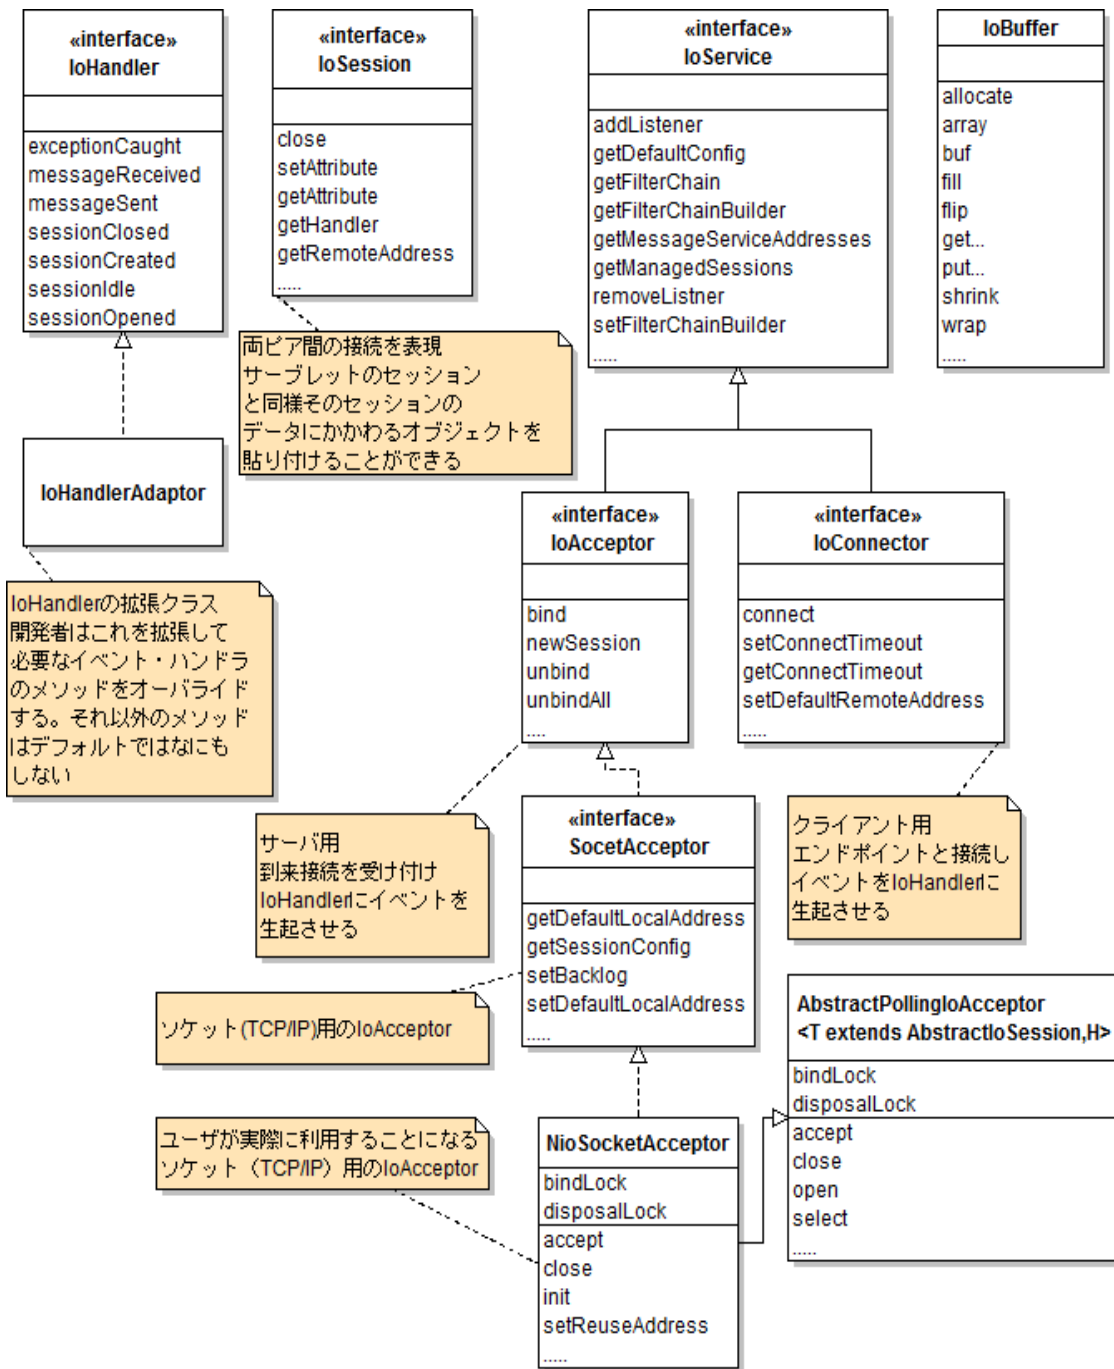 «interface»
IoHandler
exceptionCaught
messageReceived
messageSent
sessionClosed
sessionCreated
sessionIdle
sessionOpened
«interface»
IoSession
close
setAttribute
getAttribute
getHandler
getRemoteAddress
.....
«interface»
IoService
addListener
getDefaultConfig
getFilterChain
getFilterChainBuilder
getMessageServiceAddresses
getManagedSessions
removeListner
setFilterChainBuilder
.....
IoBuffer
allocate
array
buf
fill
flip
get...
put...
shrink
wrap
.....
両ピア間の接続を表現
サーブレットのセッション
と同様そのセッションの
データにかかわるオブジェクトを
貼り付けることができる
IoHandlerAdaptor
IoHandlerの拡張クラス
開発者はこれを拡張して
必要なイベント・ハンドラ
のメソッドをオーバライド
する。それ以外のメソッド
はデフォルトではなにも
しない
«interface»
IoAcceptor
bind
newSession
unbind
unbindAll
....
«interface»
IoConnector
connect
setConnectTimeout
getConnectTimeout
setDefaultRemoteAddress
.....
サーバ用
到来接続を受け付け
IoHandlerにイベントを
生起させる
«interface»
SocetAcceptor
getDefaultLocalAddress
getSessionConfig
setBacklog
setDefaultLocalAddress
.....
クライアント用
エンドポイントと接続し
イベントをIoHandlerに
生起させる
ソケット(TCP/IP)用のIoAcceptor
AbstractPollingIoAcceptor
<T extends AbstractIoSession,H>
bindLock
disposalLock
accept
close
open
select
.....
ユーザが実際に利用することになる
ソケット（TCP/IP）用のIoAcceptor
NioSocketAcceptor
bindLock
disposalLock
accept
close
init
setReuseAddress
.....